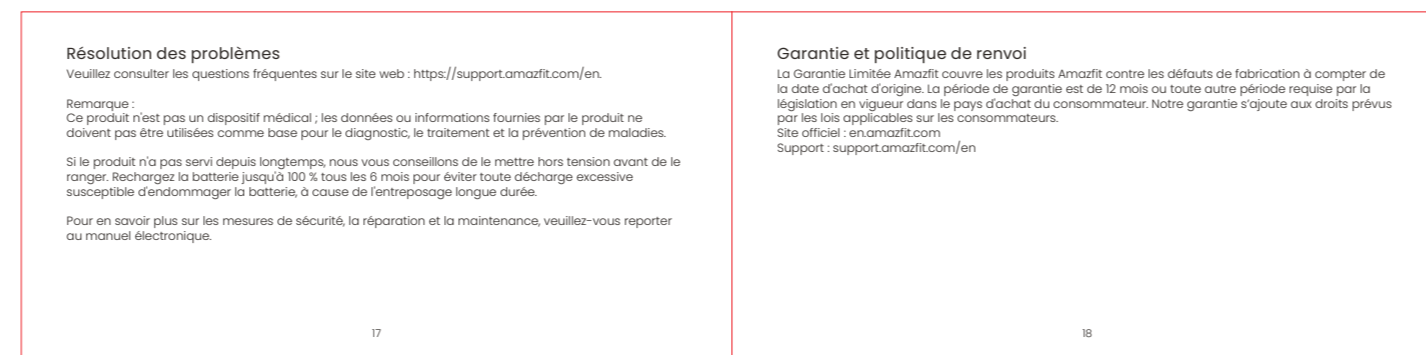 Résolution des problèmes
Veuillez consulter les questions fréquentes sur le site web : https://support.amazfit.com/en.
Remarque :
Ce produit n'est pas un dispositif médical ; les données ou informations fournies par le produit ne
doivent pas être utilisées comme base pour le diagnostic, le traitement et la prévention de maladies.
Si le produit n'a pas servi depuis longtemps, nous vous conseillons de le mettre hors tension avant de le
ranger. Rechargez la batterie jusqu'à 100 % tous les 6 mois pour éviter toute décharge excessive
susceptible d'endommager la batterie, à cause de l'entreposage longue durée.
Pour en savoir plus sur les mesures de sécurité, la réparation et la maintenance, veuillez-vous reporter
au manuel électronique.
17
Garantie et politique de renvoi
La Garantie Limitée Amazfit couvre les produits Amazfit contre les défauts de fabrication à compter de
la date d'achat d'origine. La période de garantie est de 12 mois ou toute autre période requise par la
législation en vigueur dans le pays d'achat du consommateur. Notre garantie s'ajoute aux droits prévus
par les lois applicables sur les consommateurs.
Site officiel : en.amazfit.com
Support : support.amazfit.com/en
18